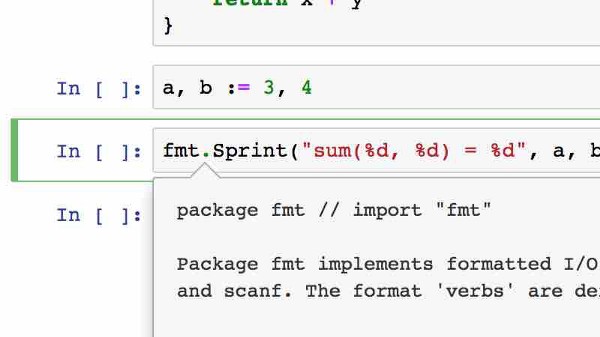 return x + y
}
In [ ]: a, b := 3, 4
In [ ]: fmt.Sprint("sum(%d, %d) = %d", a, b
In [ ]:
package fmt // import "fmt"
Package fmt implements formatted I/O
and scanf. The format 'verbs' are